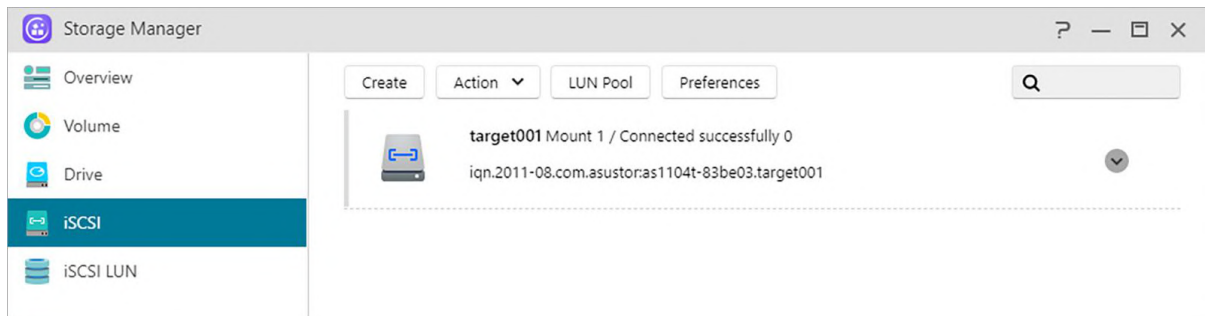 Storage Manager
Overview
Volume
Drive
iSCSI
iSCSI LUN
Create Action LUN Pool Preferences
target001 Mount 1 / Connected successfully 0
iqn.2011-08.com.asustor:as1104t-83be03.target001